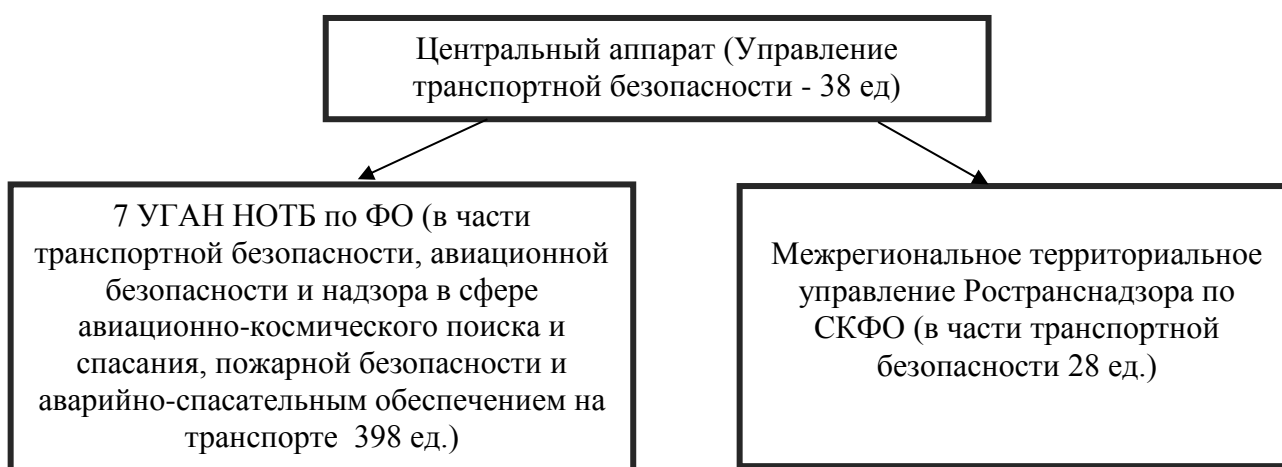 Центральный аппарат (Управление
транспортной безопасности - 38 ед)
7 УГАН НОТБ по ФО (в части
транспортной безопасности, авиационной
безопасности и надзора в сфере
авиационно-космического поиска и
спасания, пожарной безопасности и
аварийно-спасательным обеспечением на
транспорте 398 ед.)
Межрегиональное территориальное
управление Ространснадзора по
СКФО (в части транспортной
безопасности 28 ед.)